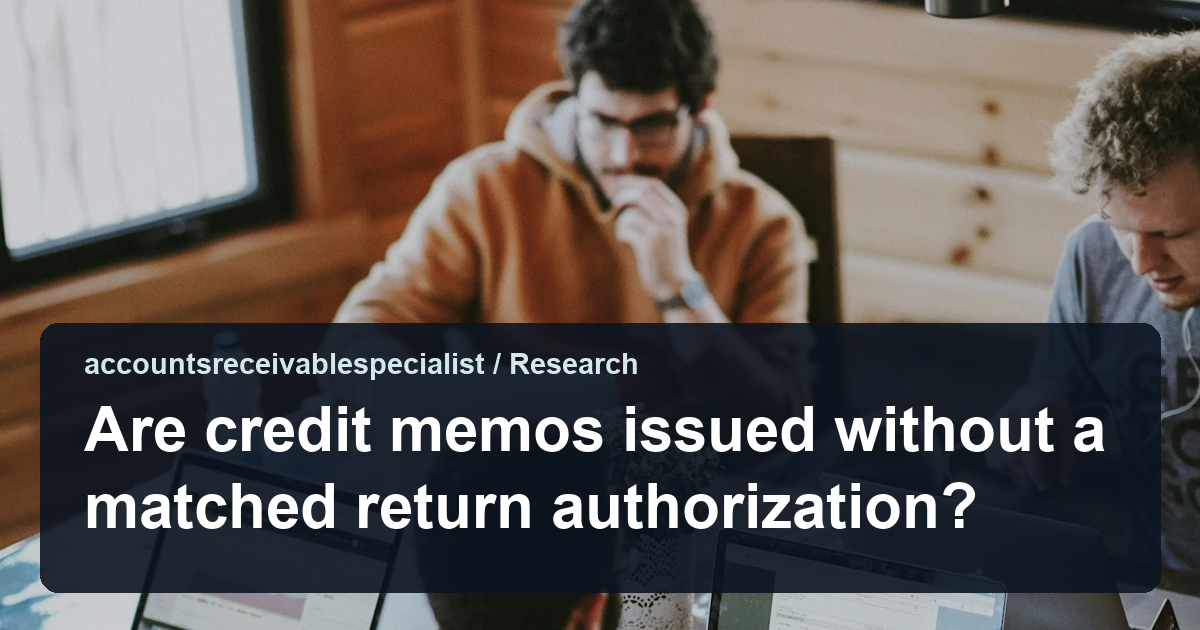 accountsreceivablespecialist / Research
Are credit memos issued without a
matched return authorization?